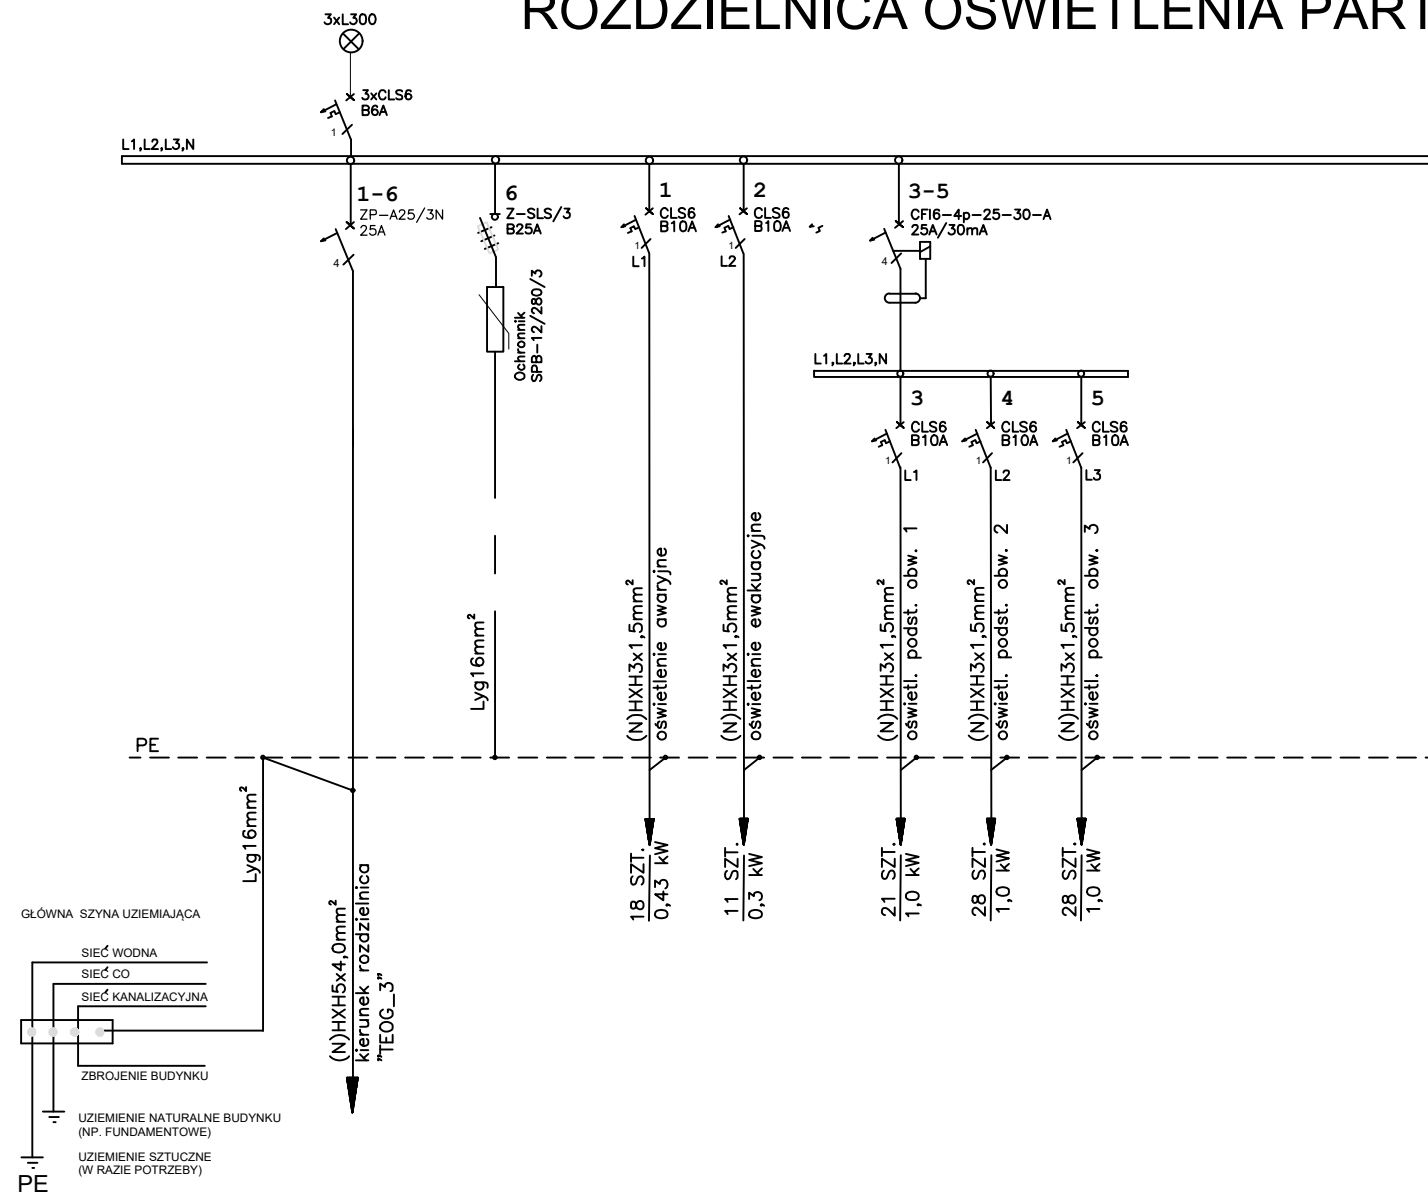 ROZDZIELNICA OŚWIETLENIA PART
3xL300
3xCLS6
B6A
1
L1,L2,L3,N
1-6
ZP-A25/3N
25A
4
6
Z-SLS/3
B25A
Ochronnik
SPB-12/280/3
1
CLS6
B10A
1
L1
2
CLS6
B10A
1
L2
3-5
CFI6-4p-25-30-A
25A/30mA
4
L1,L2,L3,N
3
CLS6
B10A
1
L1
4
CLS6
B10A
1
L2
5
CLS6
B10A
1
L3
Lyg16mm²
(N)HXH3x1,5mm²
oświetlenie awaryjne
(N)HXH3x1,5mm²
oświetlenie ewakuacyjne
(N)HXH3x1,5mm²
oświetl. podst. obw. 1
(N)HXH3x1,5mm²
oświetl. podst. obw. 2
(N)HXH3x1,5mm²
oświetl. podst. obw. 3
PE
Lyg16mm²
(N)HXH5x4,0mm²
kierunek rozdzielnica
"TEOG_3"
18 SZT.
0,43 kW
11 SZT.
0,3 kW
21 SZT.
1,0 kW
28 SZT.
1,0 kW
28 SZT.
1,0 kW
GŁÓWNA SZYNA UZIEMIAJĄCA
SIEĆ WODNA
SIEĆ CO
SIEĆ KANALIZACYJNA
ZBROJENIE BUDYNKU
UZIEMIENIE NATURALNE BUDYNKU
(NP. FUNDAMENTOWE)
UZIEMIENIE SZTUCZNE
(W RAZIE POTRZEBY)
PE